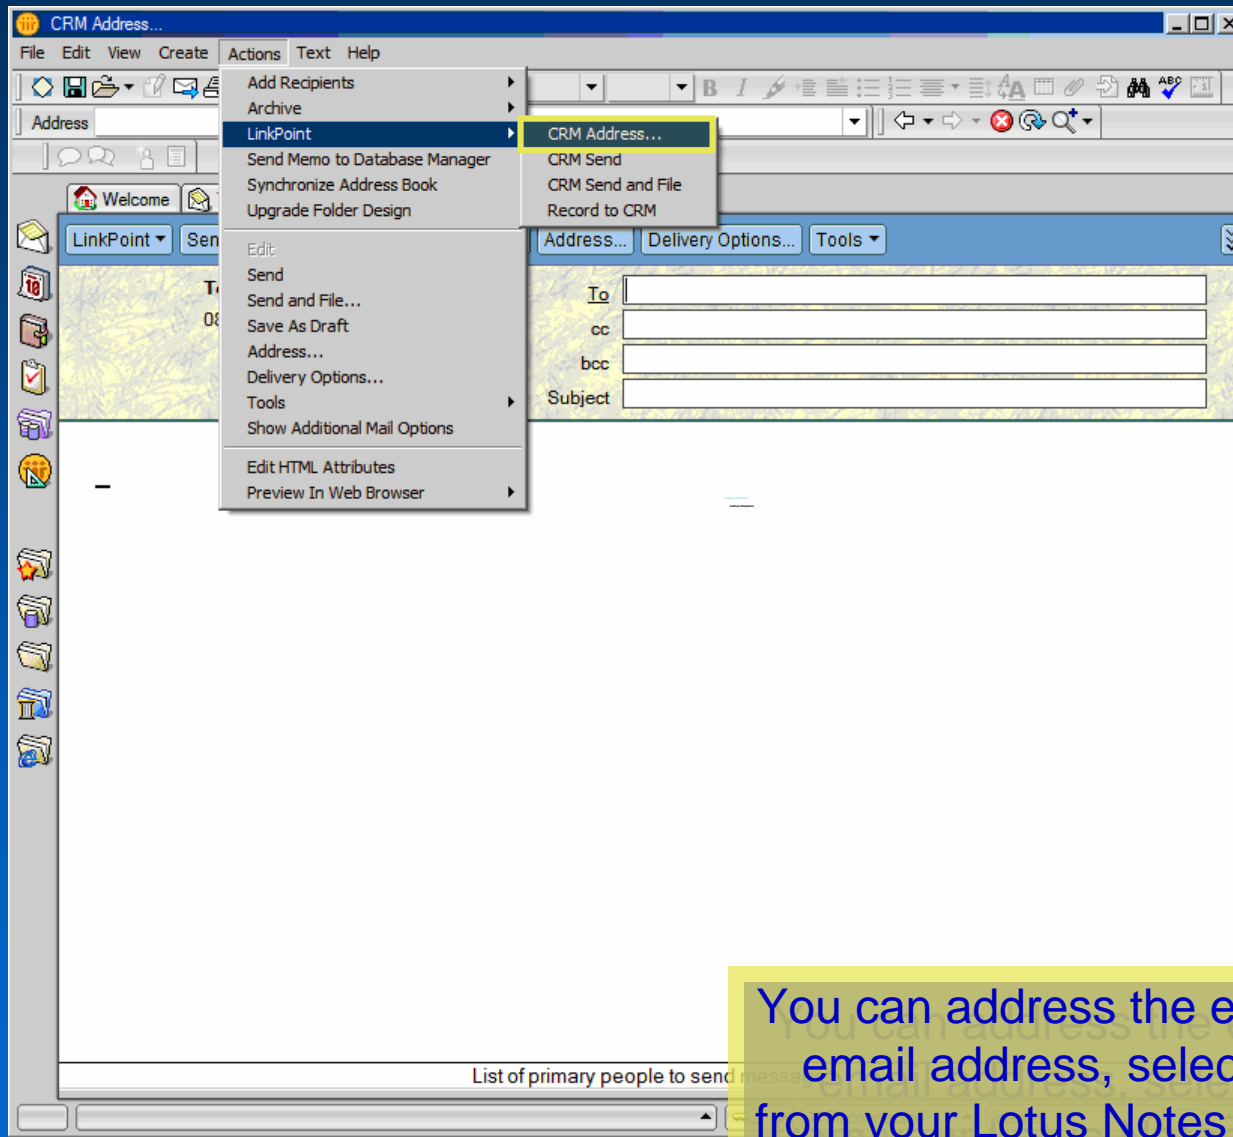 CRM Address...
File Edit View Create Actions Text Help
Address
Welcome
LinkPoint Sen Address... Delivery Options... Tools
Add Recipients
Archive
LinkPoint
Send Memo to Database Manager
Synchronize Address Book
Upgrade Folder Design
Edit
Send
Send and File...
Save As Draft
Address...
Delivery Options...
Tools
Show Additional Mail Options
Edit HTML Attributes
Preview In Web Browser
CRM Address...
CRM Send
CRM Send and File
Record to CRM
To
08
To
cc
bcc
Subject
List of primary people to send message
You can address the e
email address, selec
from your Lotus Notes